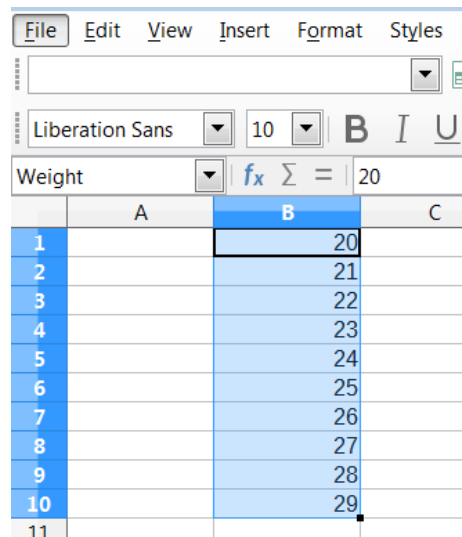 File Edit View Insert Format Styles
Liberation Sans 10 B I U
Weight fx Σ = 20
A B C
1 20
2 21
3 22
4 23
5 24
6 25
7 26
8 27
9 28
10 29
11